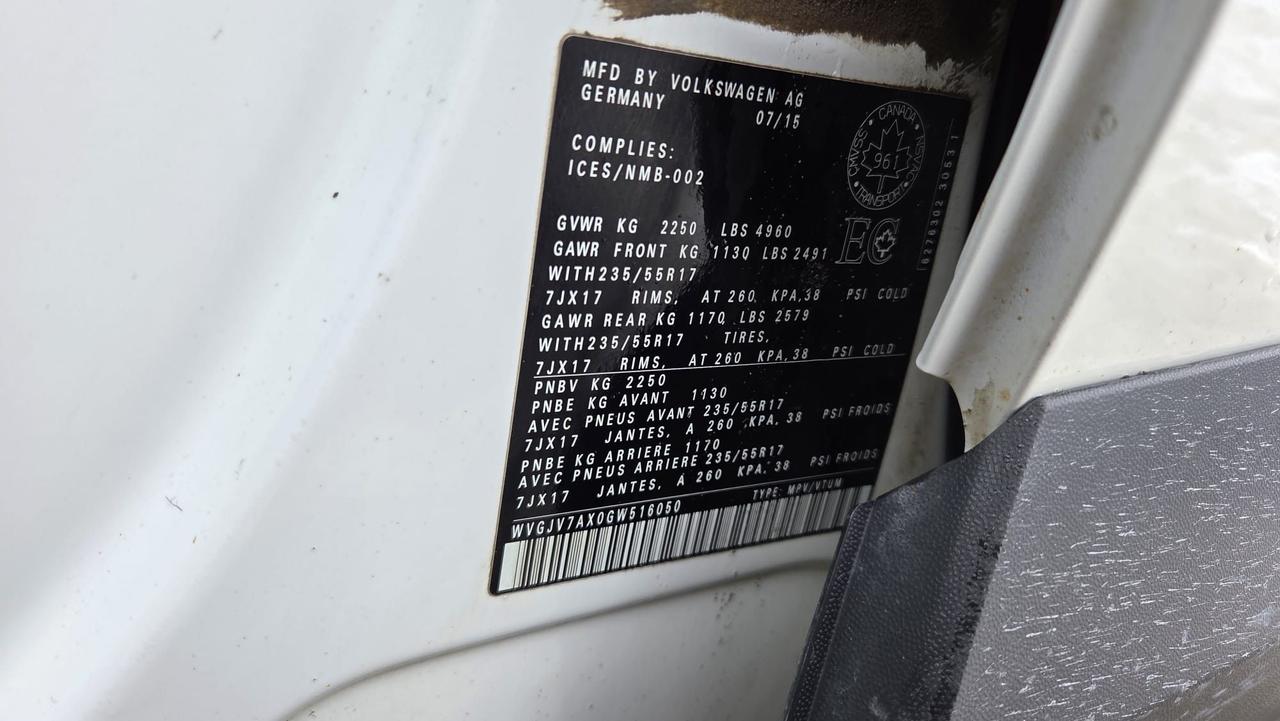 MFD BY VOLKSWAGEN AG
GERMANY
07/15
CANADA
CMVSS
NSVAC
961
TRANSPORT
COMPLIES:
ICES/NMB-002
EC
GVWR KG 2250 LBS 4960
GAWR FRONT KG 1130 LBS 2491
WITH235/55R17
7JX17 RIMS, AT 260 KPA,38 PSI COLD
GAWR REAR KG 1170 LBS 2579
WITH235/55R17 TIRES,
7JX17 RIMS, AT 260 KPA,38 PSI COLD
PNBV KG 2250
PNBE KG AVANT 1130
AVEC PNEUS AVANT 235/55R17
7JX17 JANTES, A 260 KPA, 38 PSI FROIDS
PNBE KG ARRIERE 1170
AVEC PNEUS ARRIERE 235/55R17
7JX17 JANTES, A 260 KPA, 38 PSI FROIDS
WVGJV7AX0GW516050 TYPE: MPV/VTUM